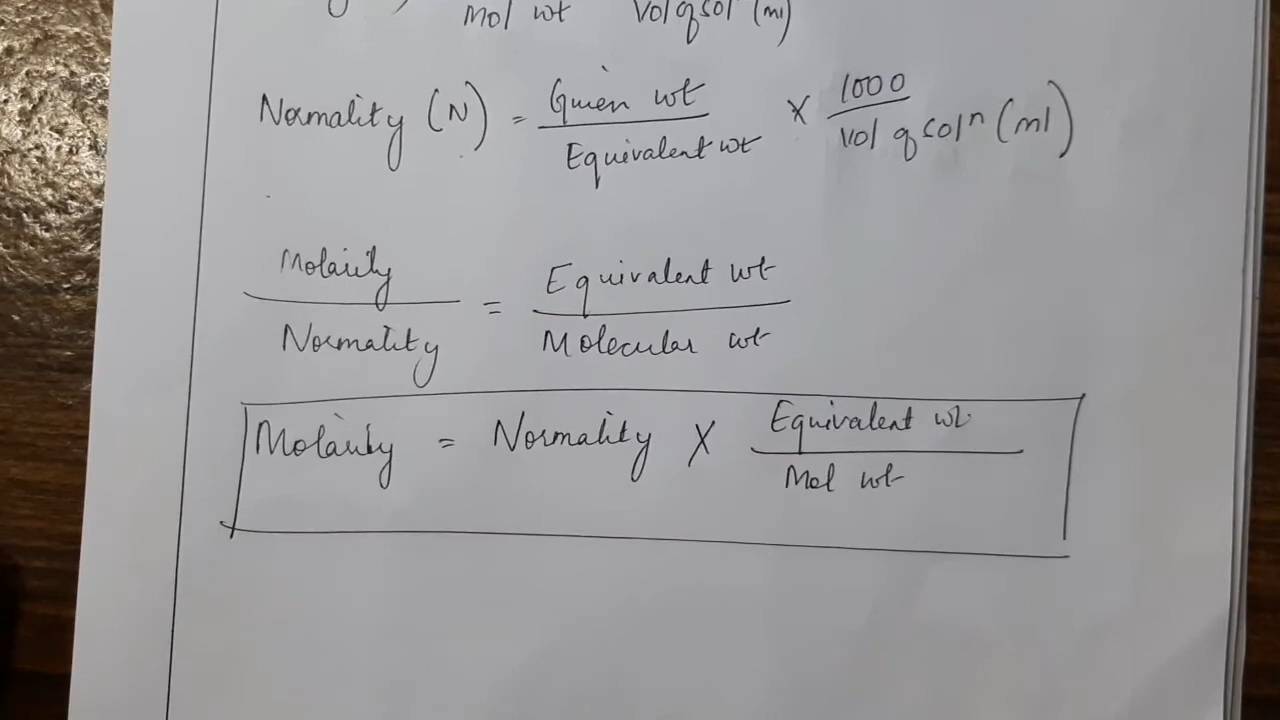 Mol wt Vol of sol (ml)
Normality (N) = Given wt / Equivalent wt × 1000 / Vol of solⁿ (ml)
Molarity / Normality = Equivalent wt / Molecular wt
Molarity = Normality × Equivalent wt / Mol wt